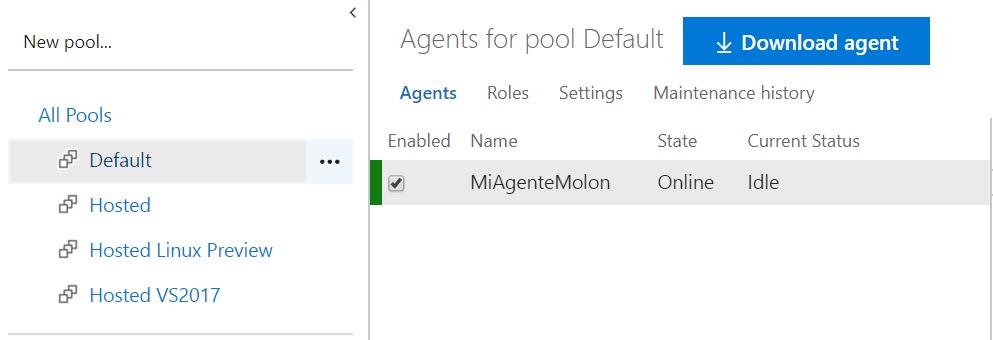 New pool...
All Pools
Default
Hosted
Hosted Linux Preview
Hosted VS2017
Agents for pool Default
Download agent
Agents Roles Settings Maintenance history
Enabled Name State Current Status
MiAgenteMolon Online Idle